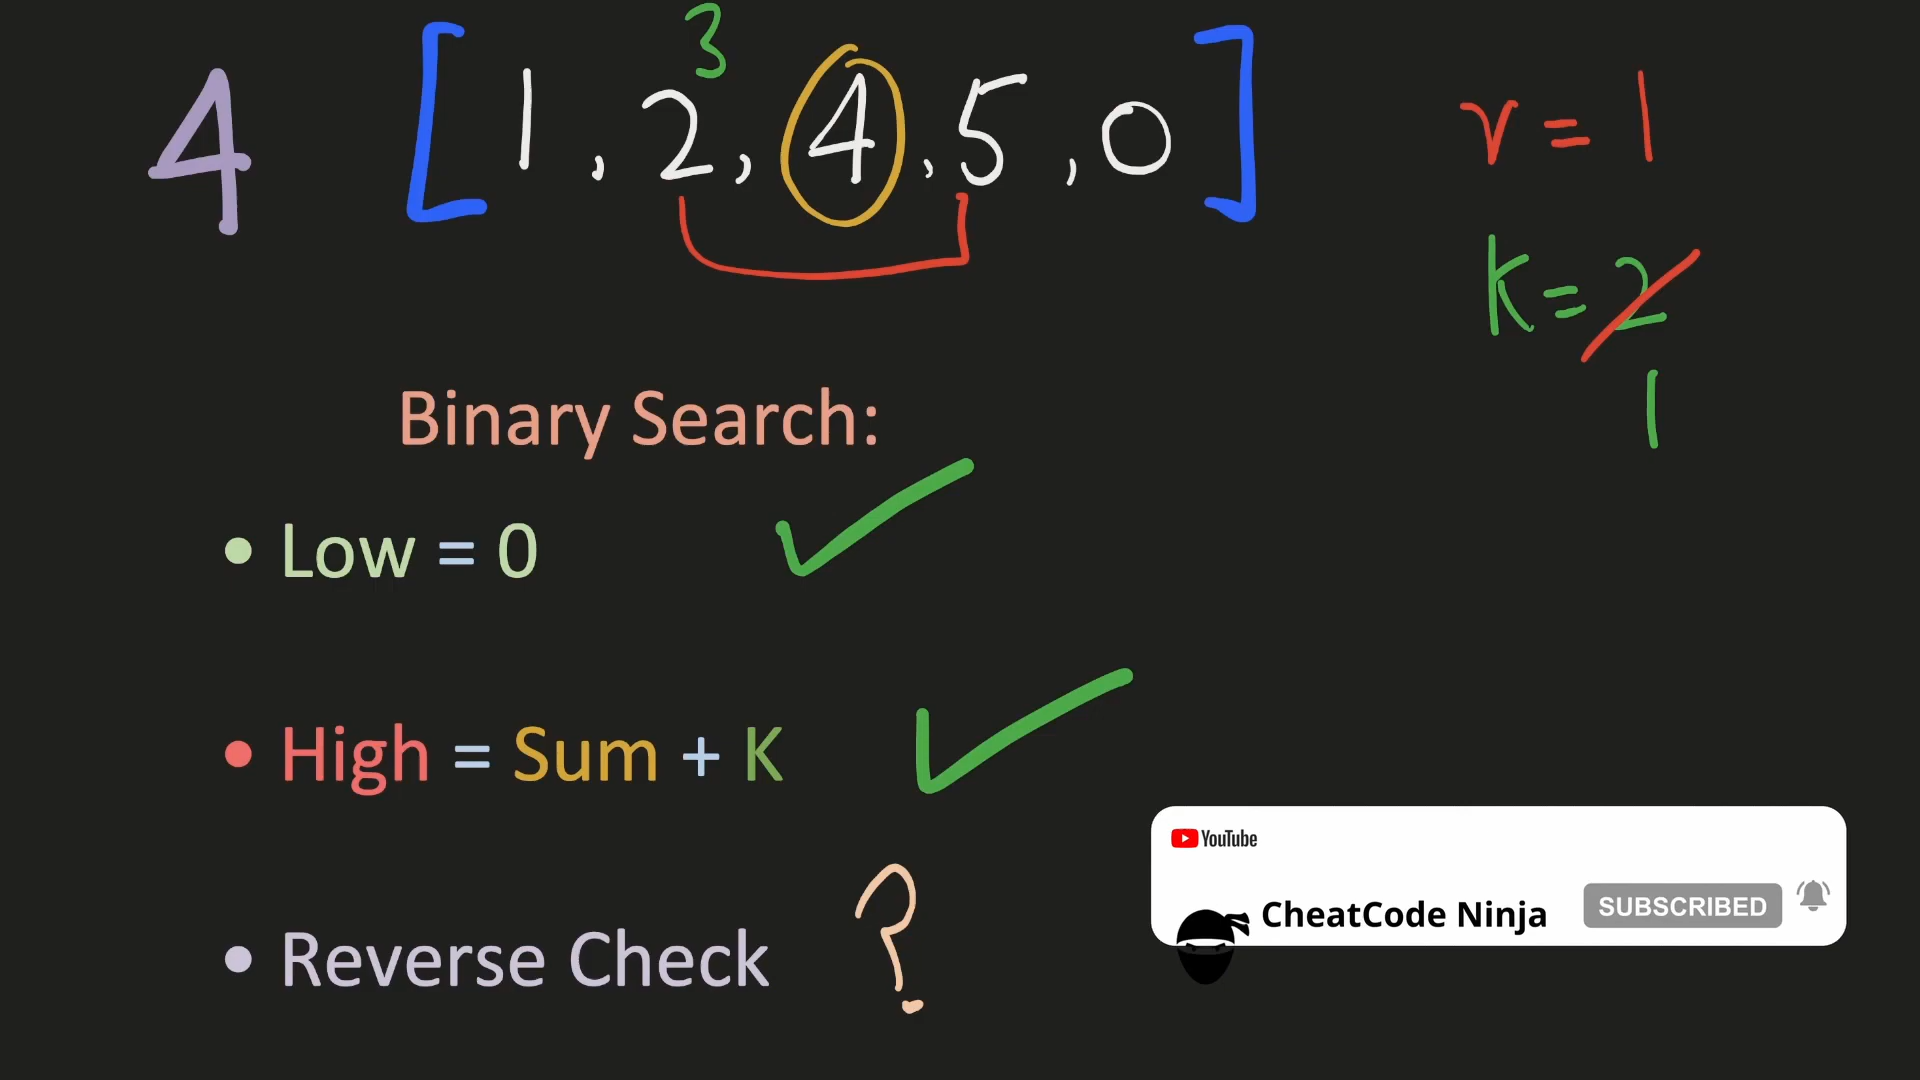 3
4 [1, 2, 4, 5, 0] r = 1
K = 2
1
Binary Search:
• Low = 0
• High = Sum + K
YouTube
CheatCode Ninja SUBSCRIBED
• Reverse Check ?